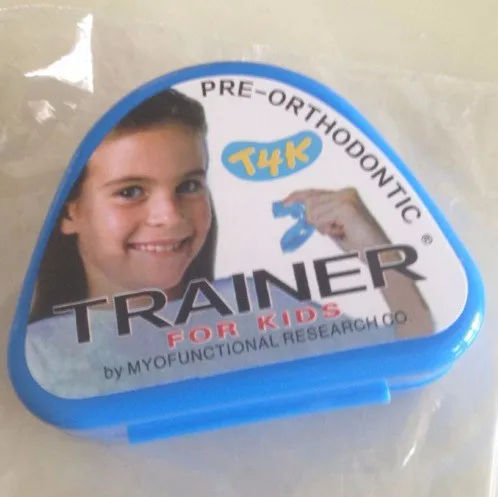 PRE-ORTHODONTIC
T4K
TRAINER®
FOR KIDS
by MYOFUNCTIONAL RESEARCH CO.